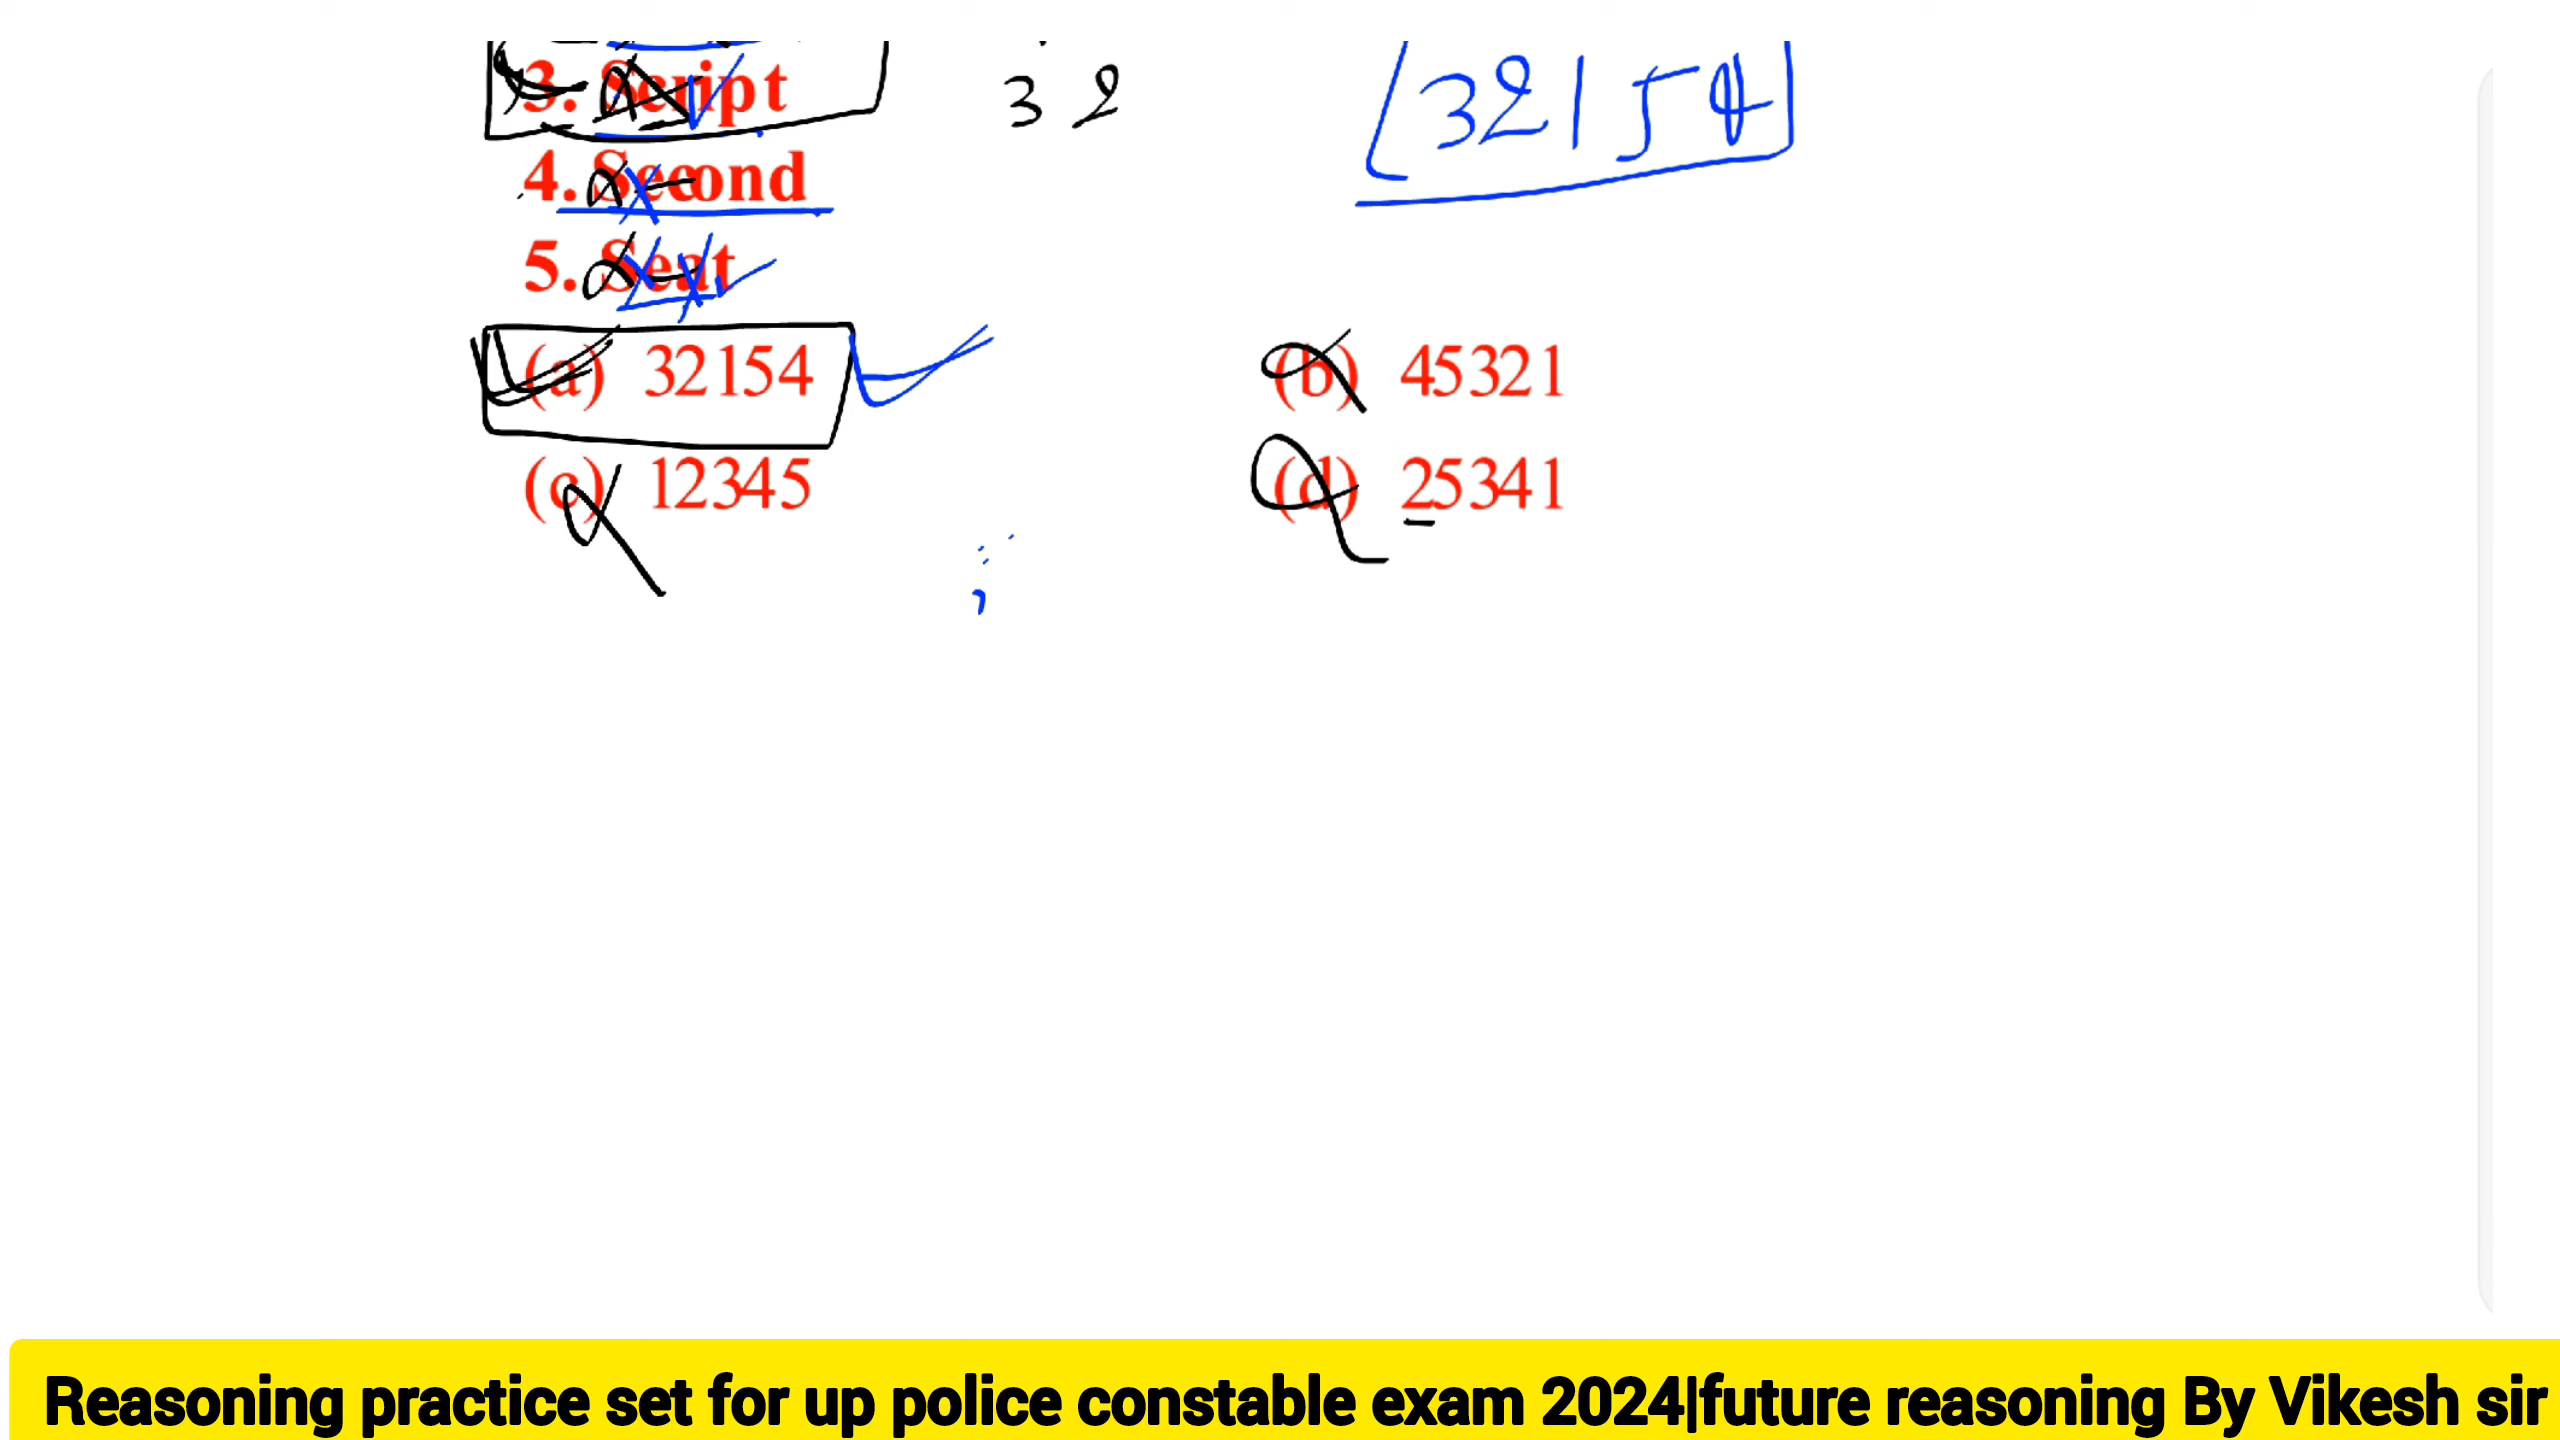 3. Script
3 2
32154
4. Second
5. Seat
(a) 32154
(b) 45321
(c) 12345
(d) 25341
Reasoning practice set for up police constable exam 2024|future reasoning By Vikesh sir